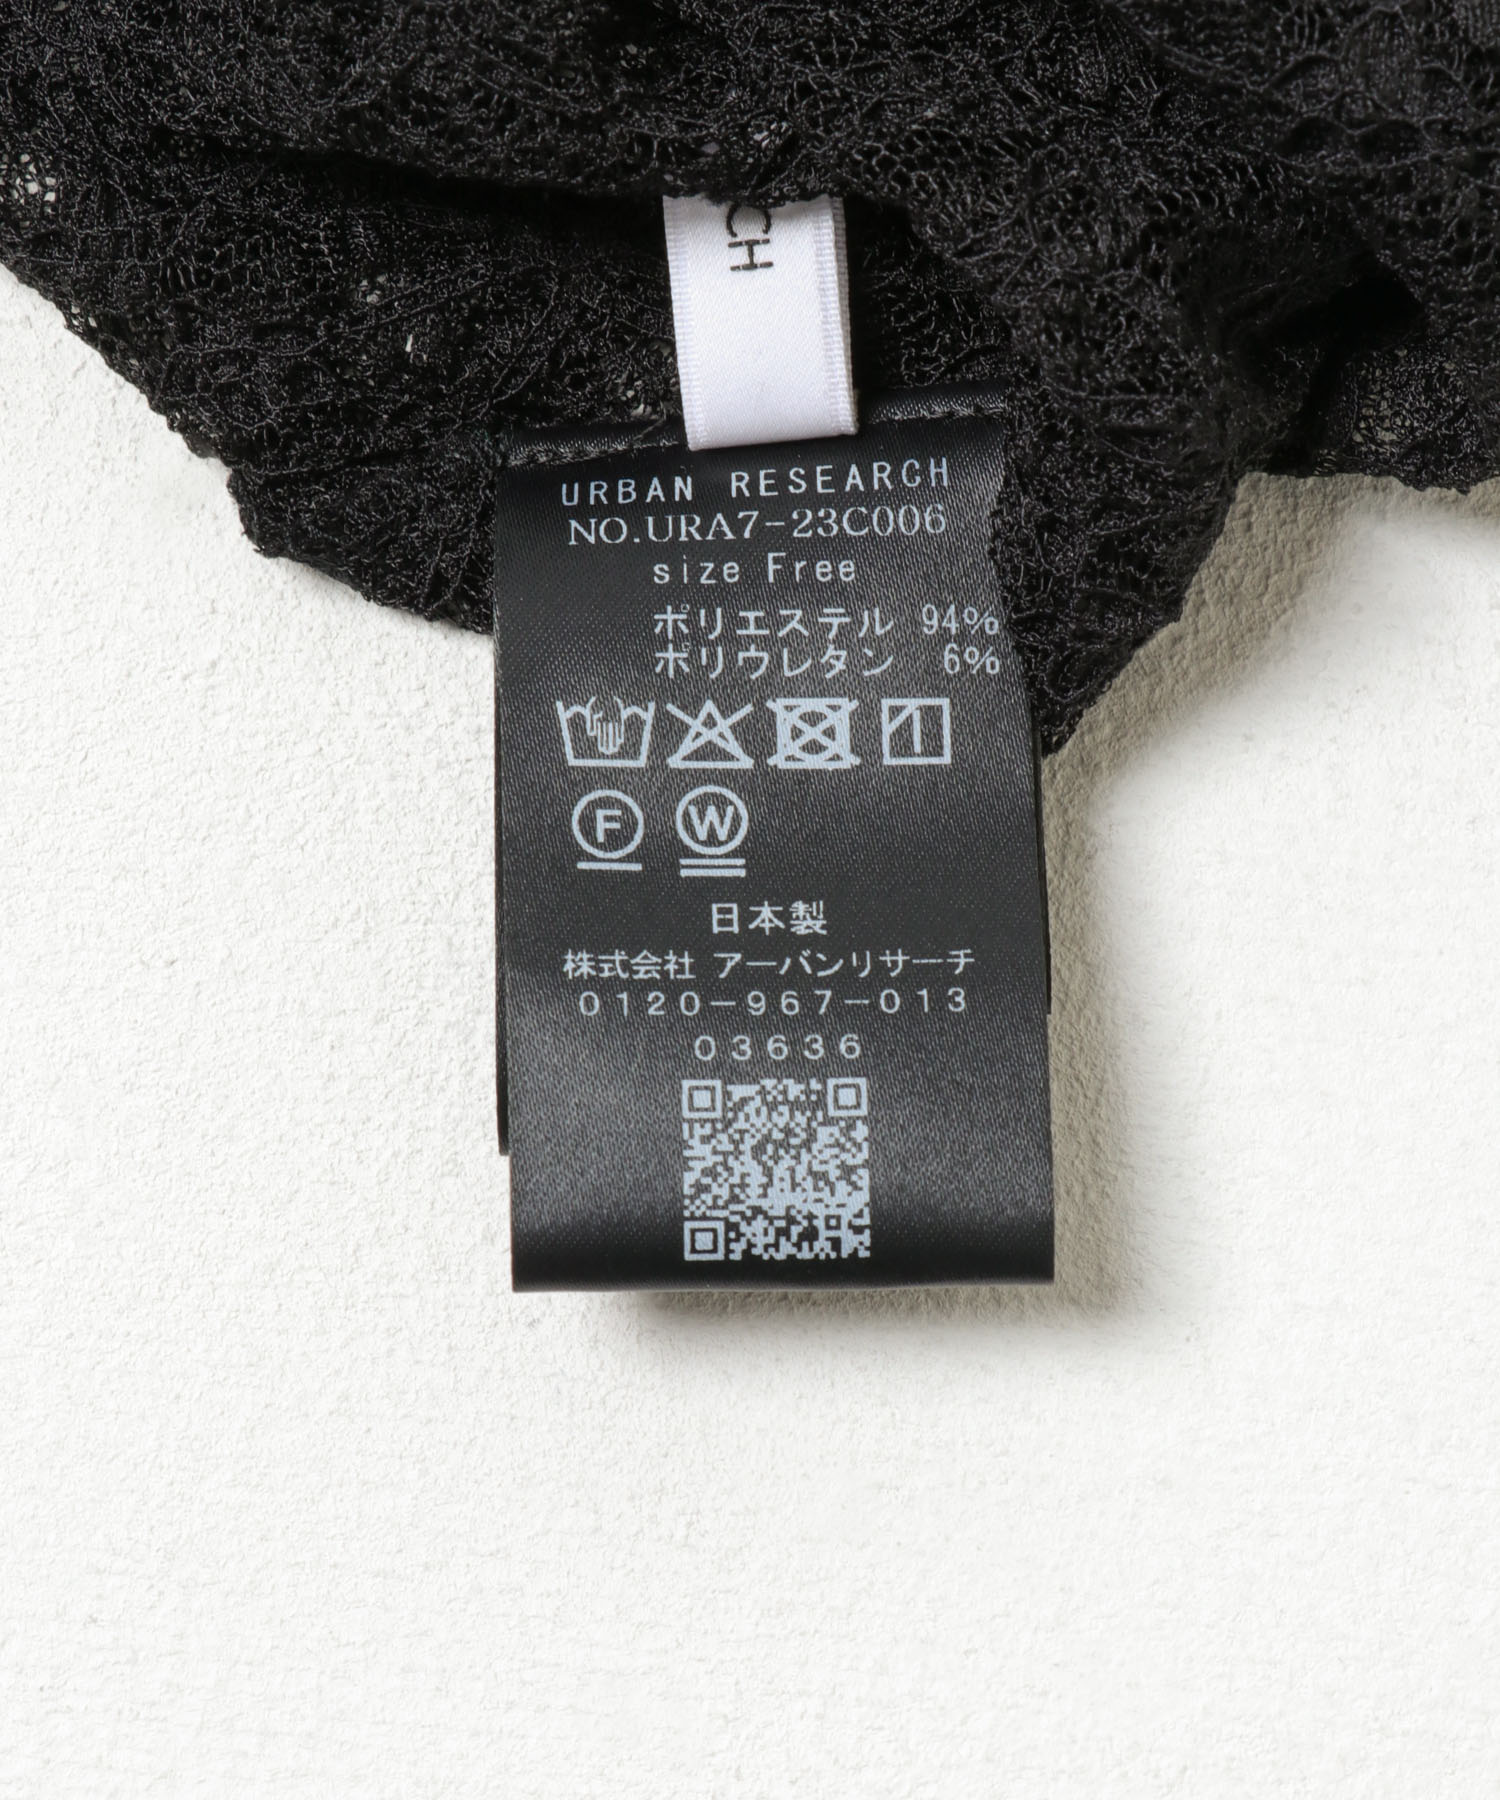 CH
URBAN RESEARCH
NO.URA7-23C006
size Free
ポリエステル 94%
ポリウレタン 6%
F W
日本製
株式会社 アーバンリサーチ
0120-967-013
03636